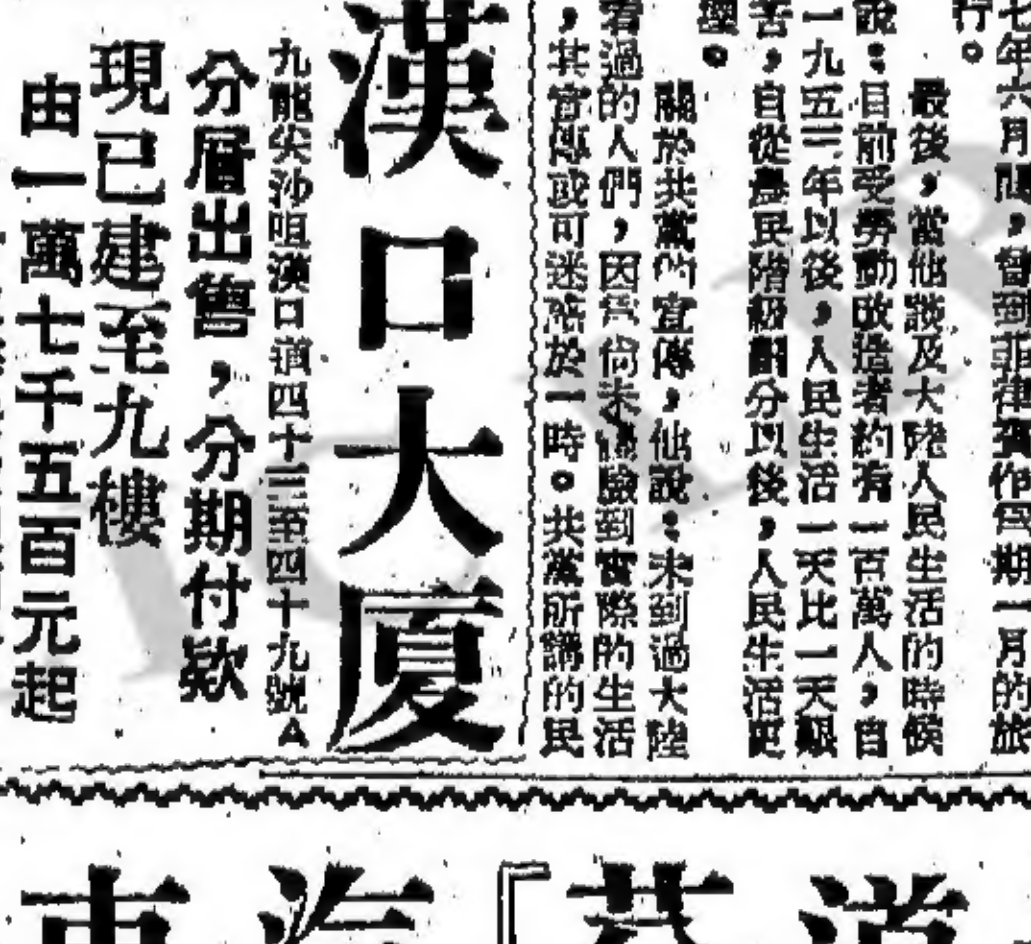 七年六月間，曾到菲律賓作爲期一月的旅
行。
最後，當他談及大陸人民生活的時候
說：目前受勞動改造者約有一百萬人，自
一九五三年以後，人民生活一天比一天艱
苦，自從農民階級劃分以後，人民生活更
壞。
關於共黨的宣傳，他說：未到過大陸
看過的人們，因爲尚未體驗到實際的生活
，其宣傳或可迷惑於一時。共黨所講的民
漢口大廈
九龍尖沙咀漢口道四十三至四十九號A
分層出售，分期付款
現已建至九樓
由一萬七千五百元起